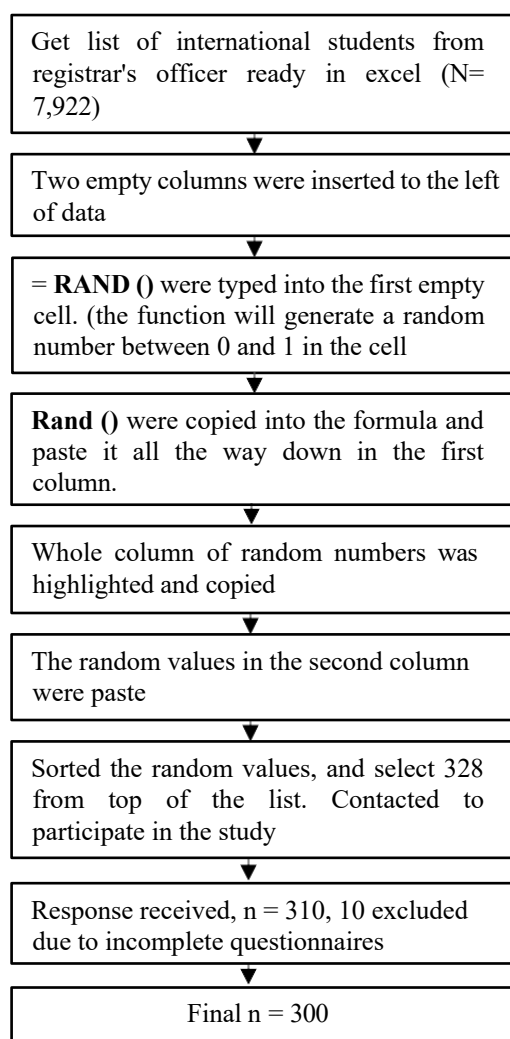 Get list of international students from
registrar's officer ready in excel (N=
7,922)
Two empty columns were inserted to the left
of data
= RAND () were typed into the first empty
cell. (the function will generate a random
number between 0 and 1 in the cell
Rand () were copied into the formula and
paste it all the way down in the first
column.
Whole column of random numbers was
highlighted and copied
The random values in the second column
were paste
Sorted the random values, and select 328
from top of the list. Contacted to
participate in the study
Response received, n = 310, 10 excluded
due to incomplete questionnaires
Final n = 300